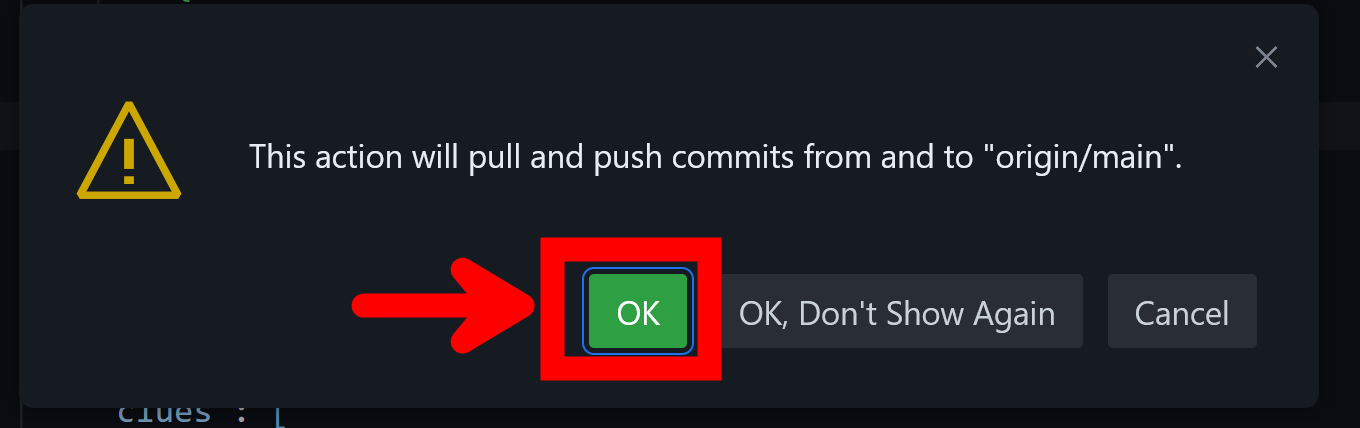 This action will pull and push commits from and to "origin/main".
OK
OK, Don't Show Again
Cancel
clues : [